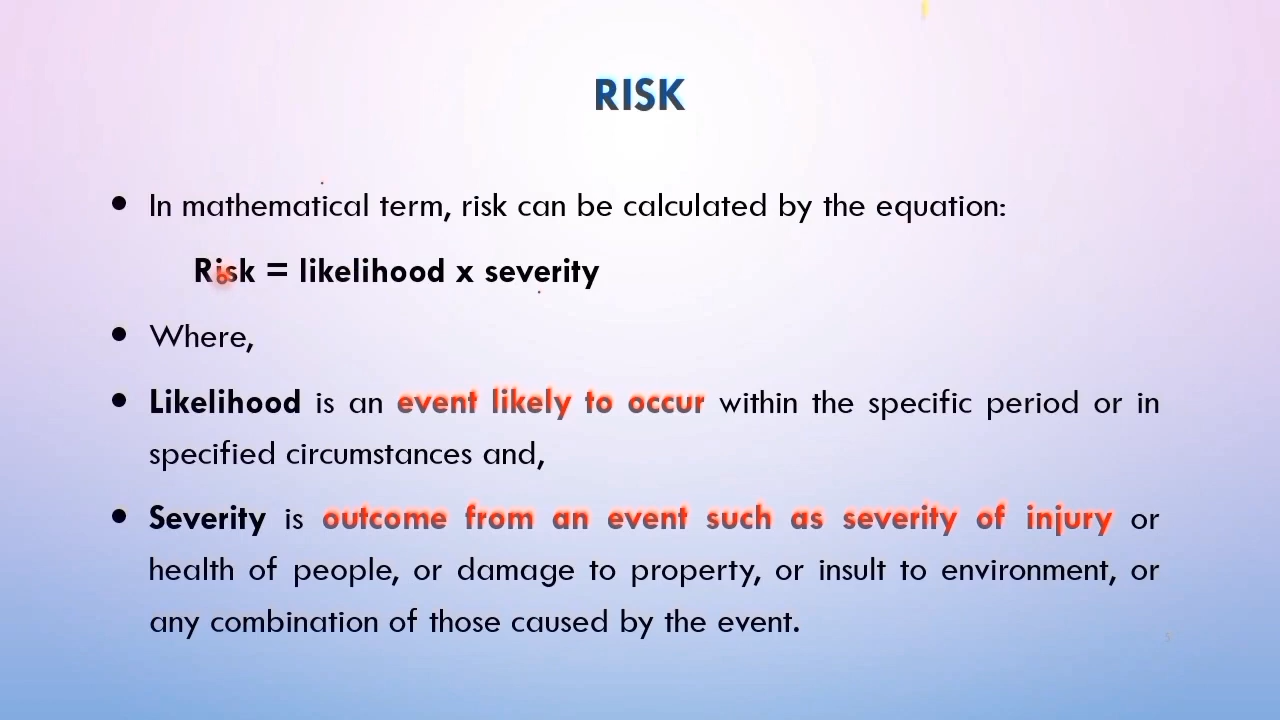 RISK
• In mathematical term, risk can be calculated by the equation:
Risk = likelihood x severity
• Where,
• Likelihood is an event likely to occur within the specific period or in
specified circumstances and,
• Severity is outcome from an event such as severity of injury or
health of people, or damage to property, or insult to environment, or
any combination of those caused by the event.
5